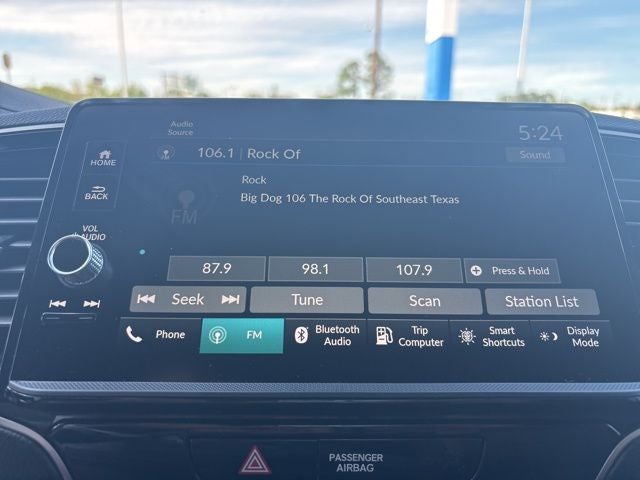 Audio
Source
5:24
106.1 | Rock Of
Sound
HOME
Rock
BACK
Big Dog 106 The Rock Of Southeast Texas
FM
VOL
AUDIO
87.9
98.1
107.9
Press & Hold
Seek
Tune
Scan
Station List
Phone
FM
Bluetooth
Audio
Trip
Computer
Smart
Shortcuts
Display
Mode
PASSENGER
AIRBAG